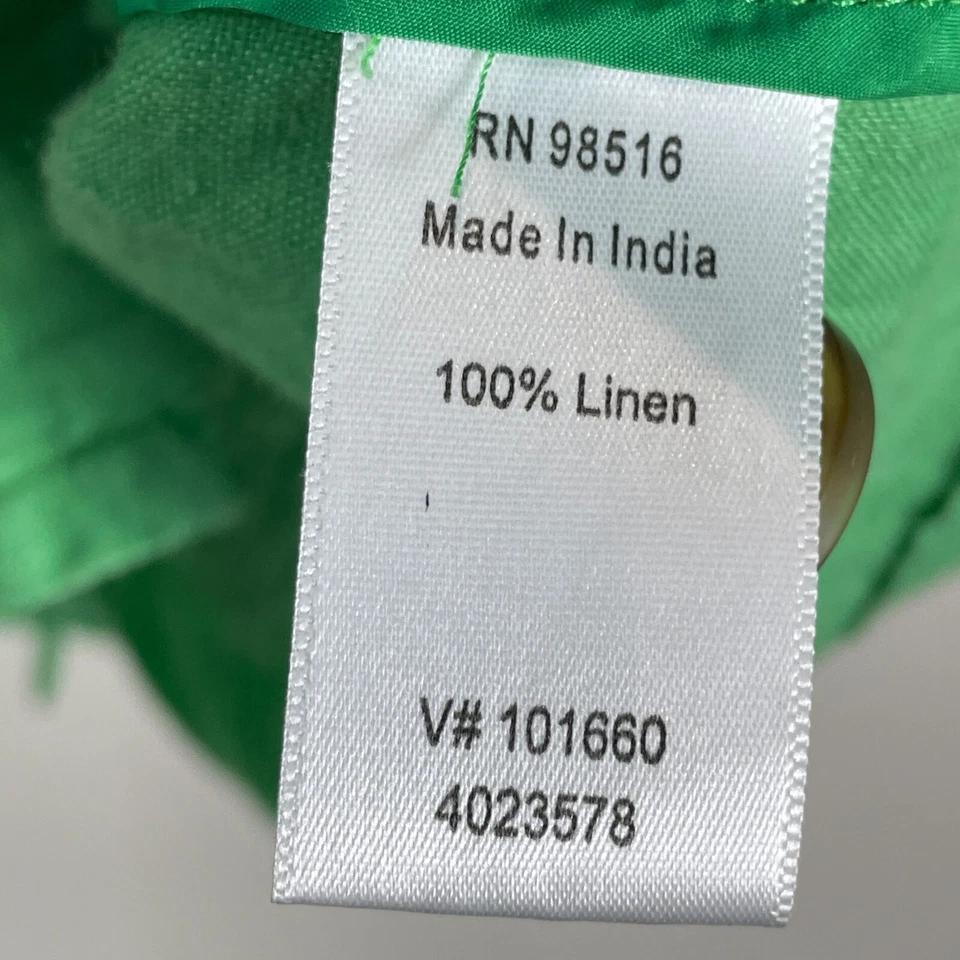 RN 98516
Made In India
100% Linen
V# 101660
4023578